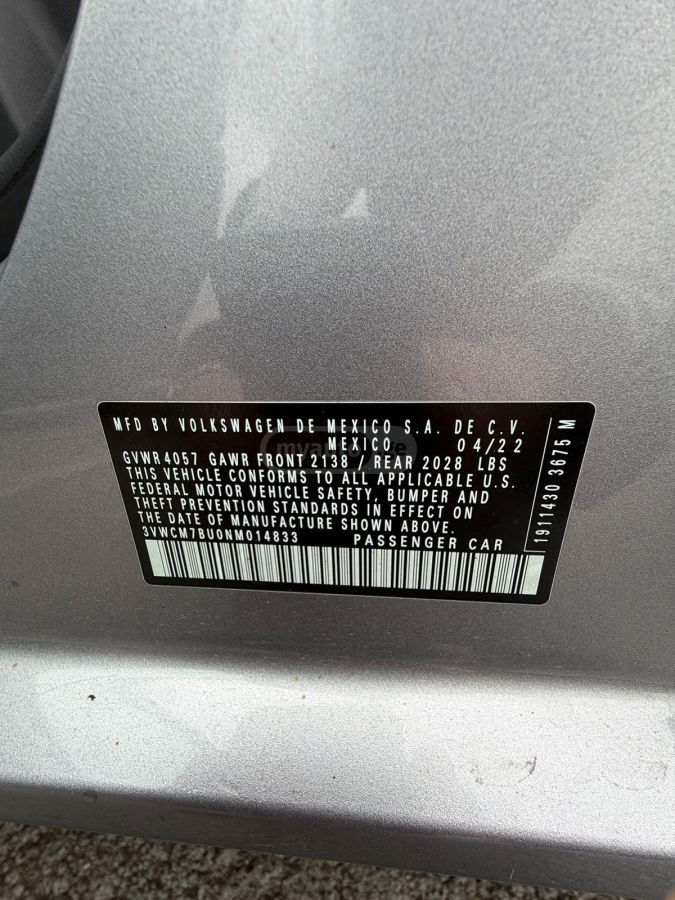 MFD BY VOLKSWAGEN DE MEXICO S.A. DE C.V.
MEXICO 04/22
GVWR 4057 GAWR FRONT 2138 / REAR 2028 LBS
THIS VEHICLE CONFORMS TO ALL APPLICABLE U.S.
FEDERAL MOTOR VEHICLE SAFETY, BUMPER AND
THEFT PREVENTION STANDARDS IN EFFECT ON
THE DATE OF MANUFACTURE SHOWN ABOVE.
3VWCM7BU0NM014833 PASSENGER CAR
1911430 3675 M